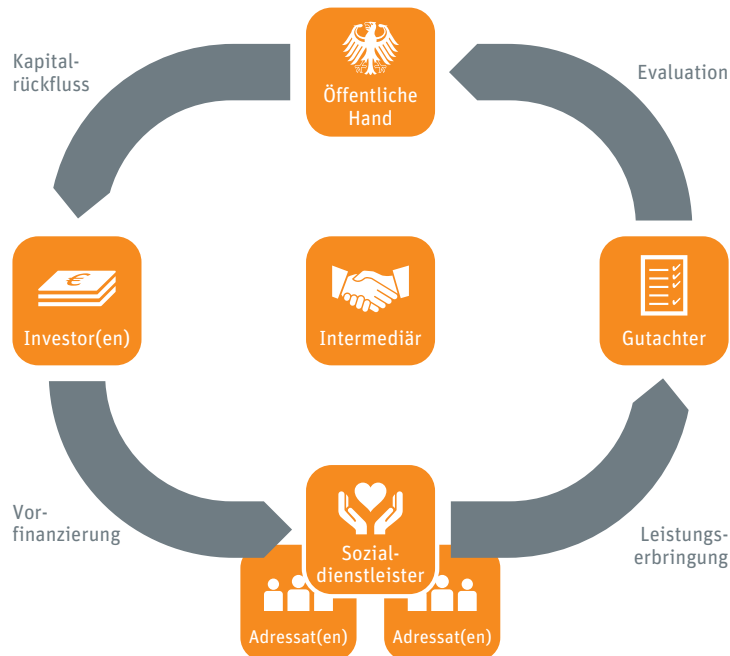 Kapital-
rückfluss
Öffentliche
Hand
Evaluation
€
Investor(en)
Intermediär
Gutachter
Vor-
finanzierung
Sozial-
dienstleister
Leistungs-
erbringung
Adressat(en)
Adressat(en)